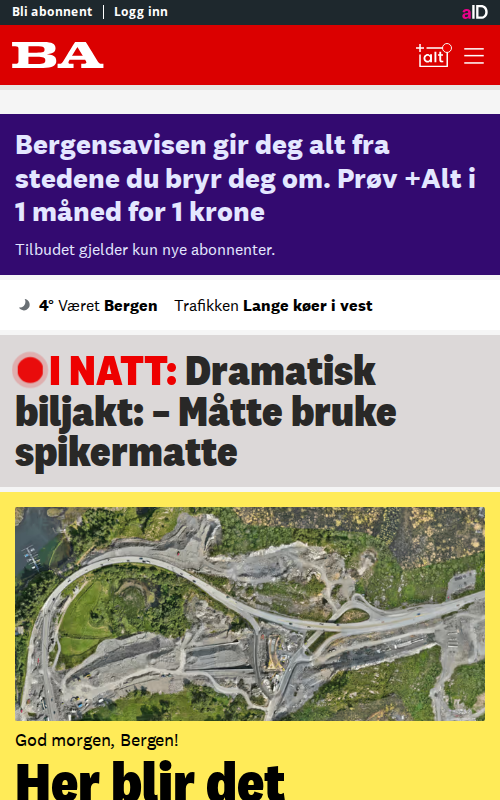 Bli abonnent | Logg inn
aID
BA
+alt
Bergensavisen gir deg alt fra
stedene du bryr deg om. Prøv +Alt i
1 måned for 1 krone
Tilbudet gjelder kun nye abonnenter.
4° Været Bergen Trafikken Lange køer i vest
I NATT: Dramatisk
biljakt: – Måtte bruke
spikermatte
God morgen, Bergen!
Her blir det